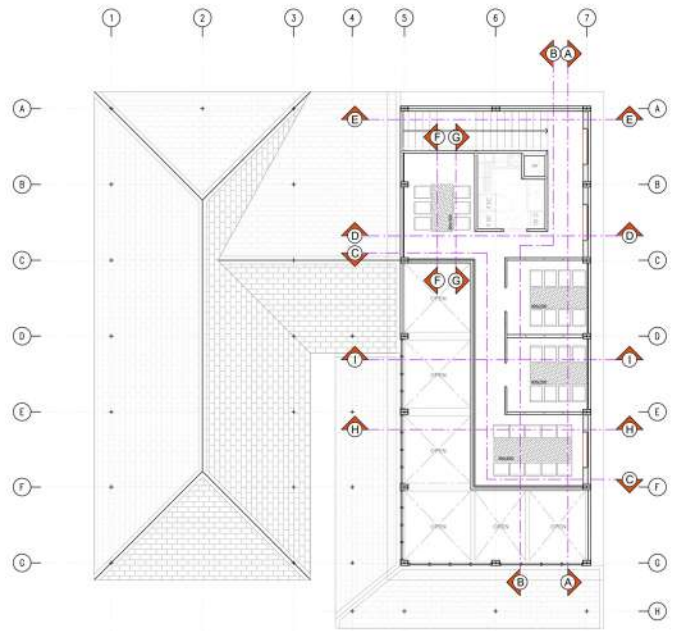 1 2 3 4 5 6 7
B A
A A
E E
F G
B B
D D
C C
F G
OPEN
D D
I I
OPEN
E E
H H
OPEN
C
F F
OPEN OPEN OPEN
G G
B A
H H